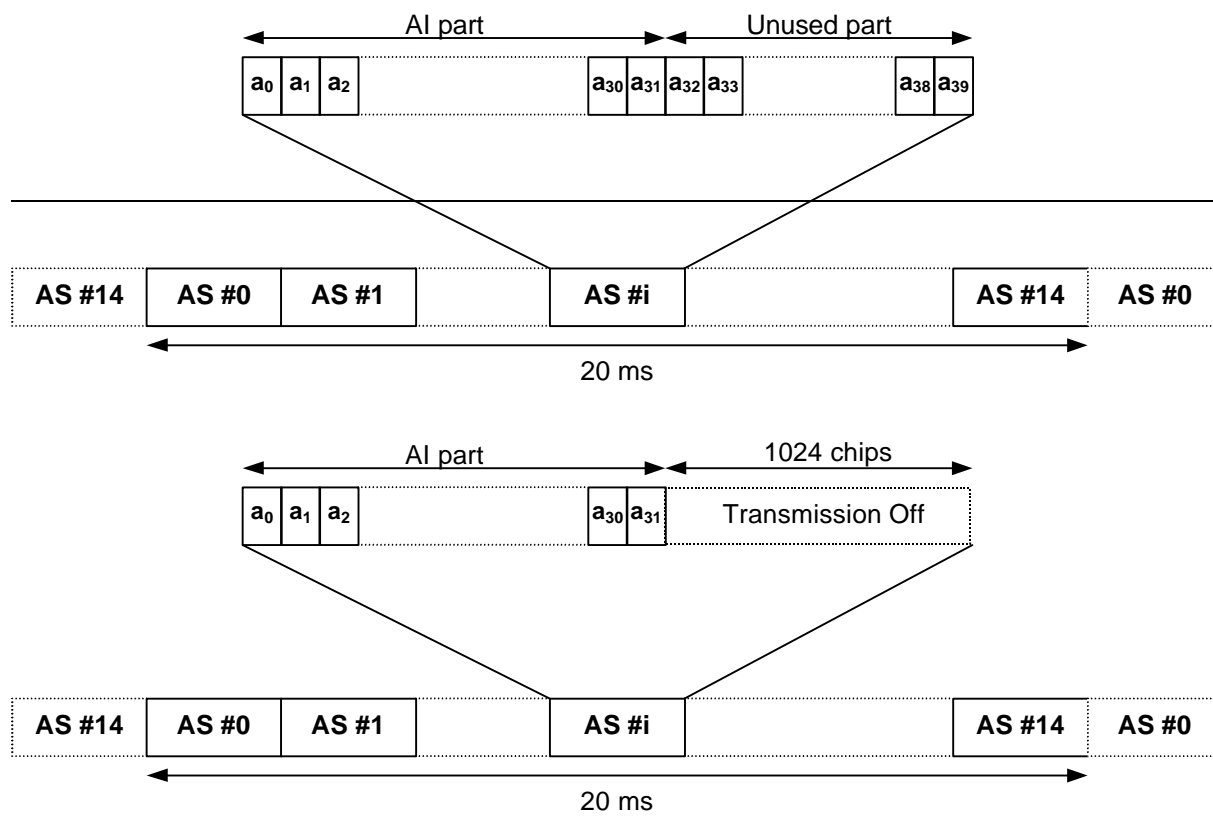 AI part Unused part
a0 a1 a2 a30 a31 a32 a33 a38 a39
AS #14 AS #0 AS #1 AS #i AS #14 AS #0
20 ms
AI part 1024 chips
a0 a1 a2 a30 a31 Transmission Off
AS #14 AS #0 AS #1 AS #i AS #14 AS #0
20 ms